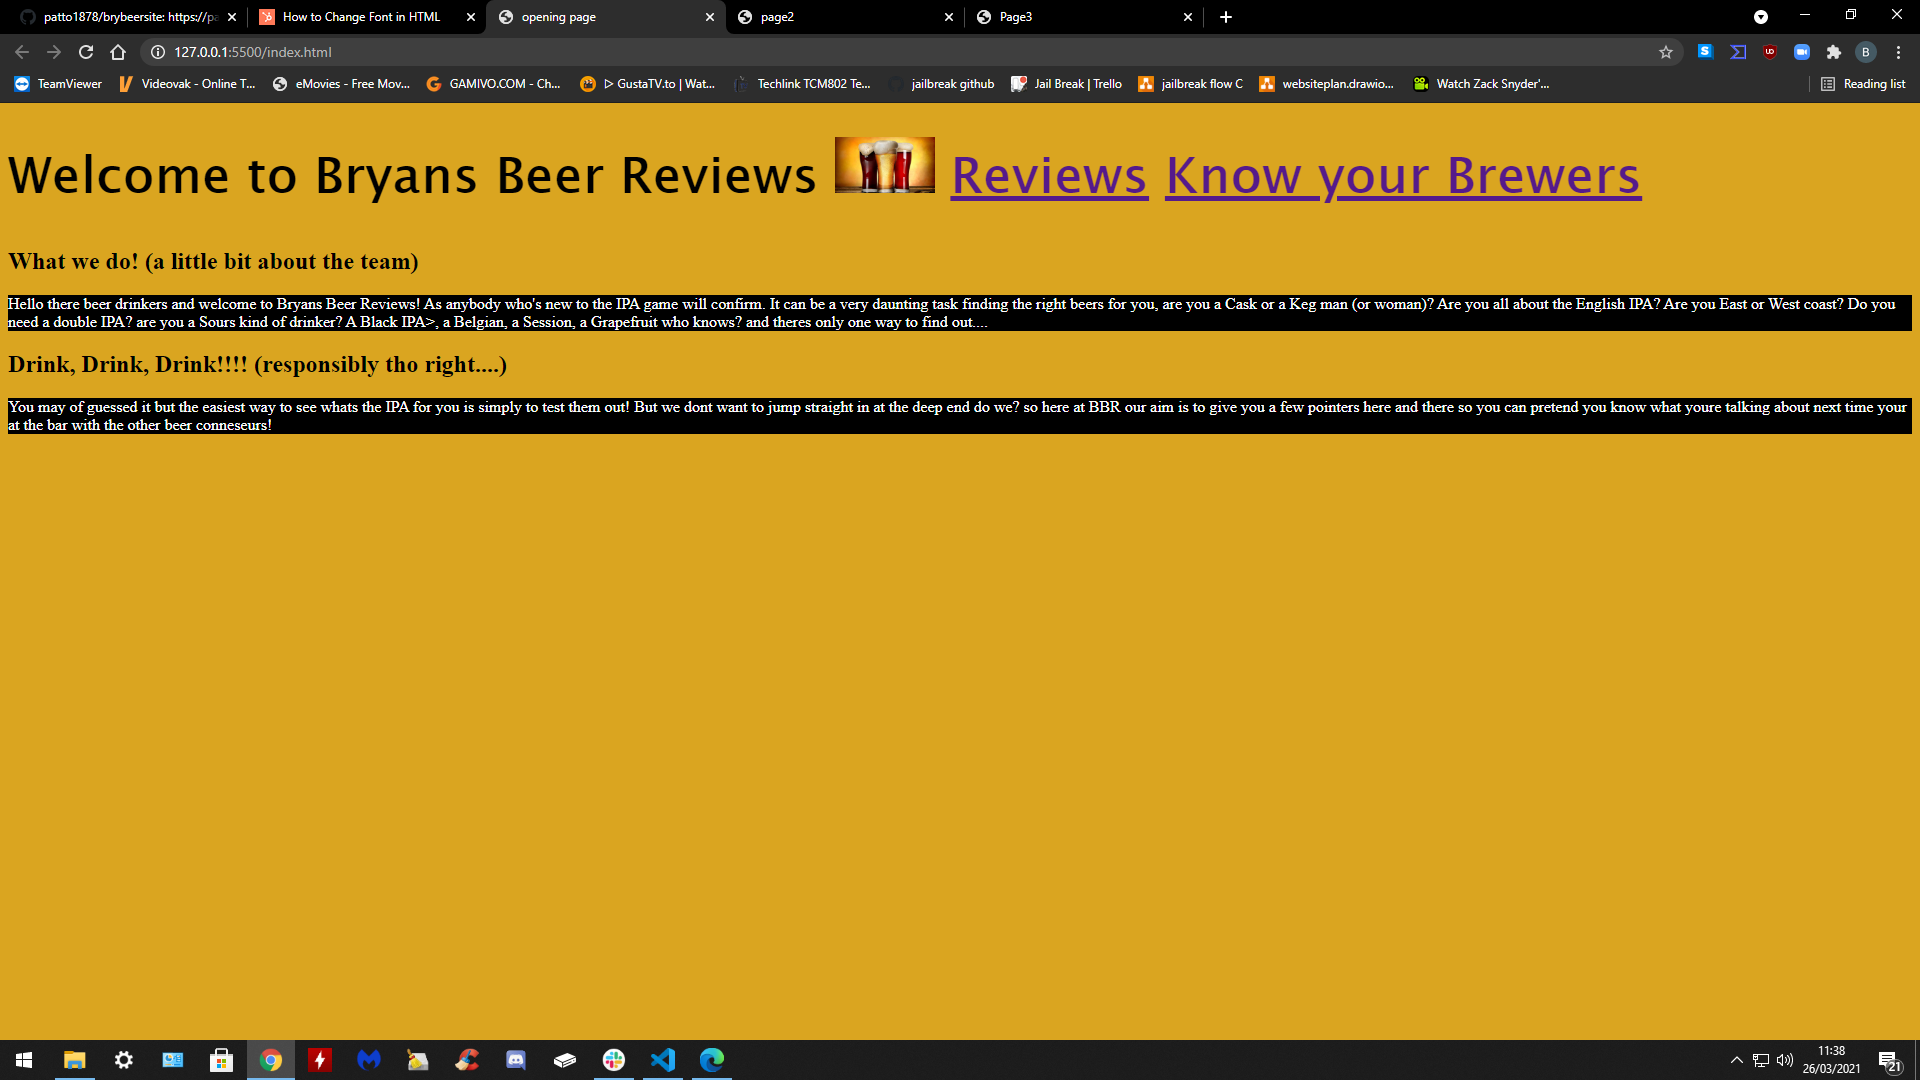 patto1878/brybeersite: https://pa
How to Change Font in HTML
opening page
page2
Page3
127.0.0.1:5500/index.html
TeamViewer
Videovak - Online T...
eMovies - Free Mov...
GAMIVO.COM - Ch...
ᐅ GustaTV.to | Wat...
Techlink TCM802 Te...
jailbreak github
Jail Break | Trello
jailbreak flow C
websiteplan.drawio...
Watch Zack Snyder'...
Reading list
Welcome to Bryans Beer Reviews Reviews Know your Brewers
What we do! (a little bit about the team)
Hello there beer drinkers and welcome to Bryans Beer Reviews! As anybody who's new to the IPA game will confirm. It can be a very daunting task finding the right beers for you, are you a Cask or a Keg man (or woman)? Are you all about the English IPA? Are you East or West coast? Do you
need a double IPA? are you a Sours kind of drinker? A Black IPA>, a Belgian, a Session, a Grapefruit who knows? and theres only one way to find out....
Drink, Drink, Drink!!!! (responsibly tho right....)
You may of guessed it but the easiest way to see whats the IPA for you is simply to test them out! But we dont want to jump straight in at the deep end do we? so here at BBR our aim is to give you a few pointers here and there so you can pretend you know what youre talking about next time your
at the bar with the other beer conneseurs!
11:38
26/03/2021
21